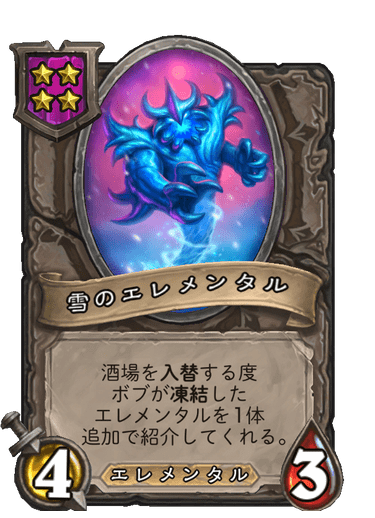 雪のエレメンタル
酒場を入替する度
ボブが凍結した
エレメンタルを1体
追加で紹介してくれる。
4
エレメンタル
3